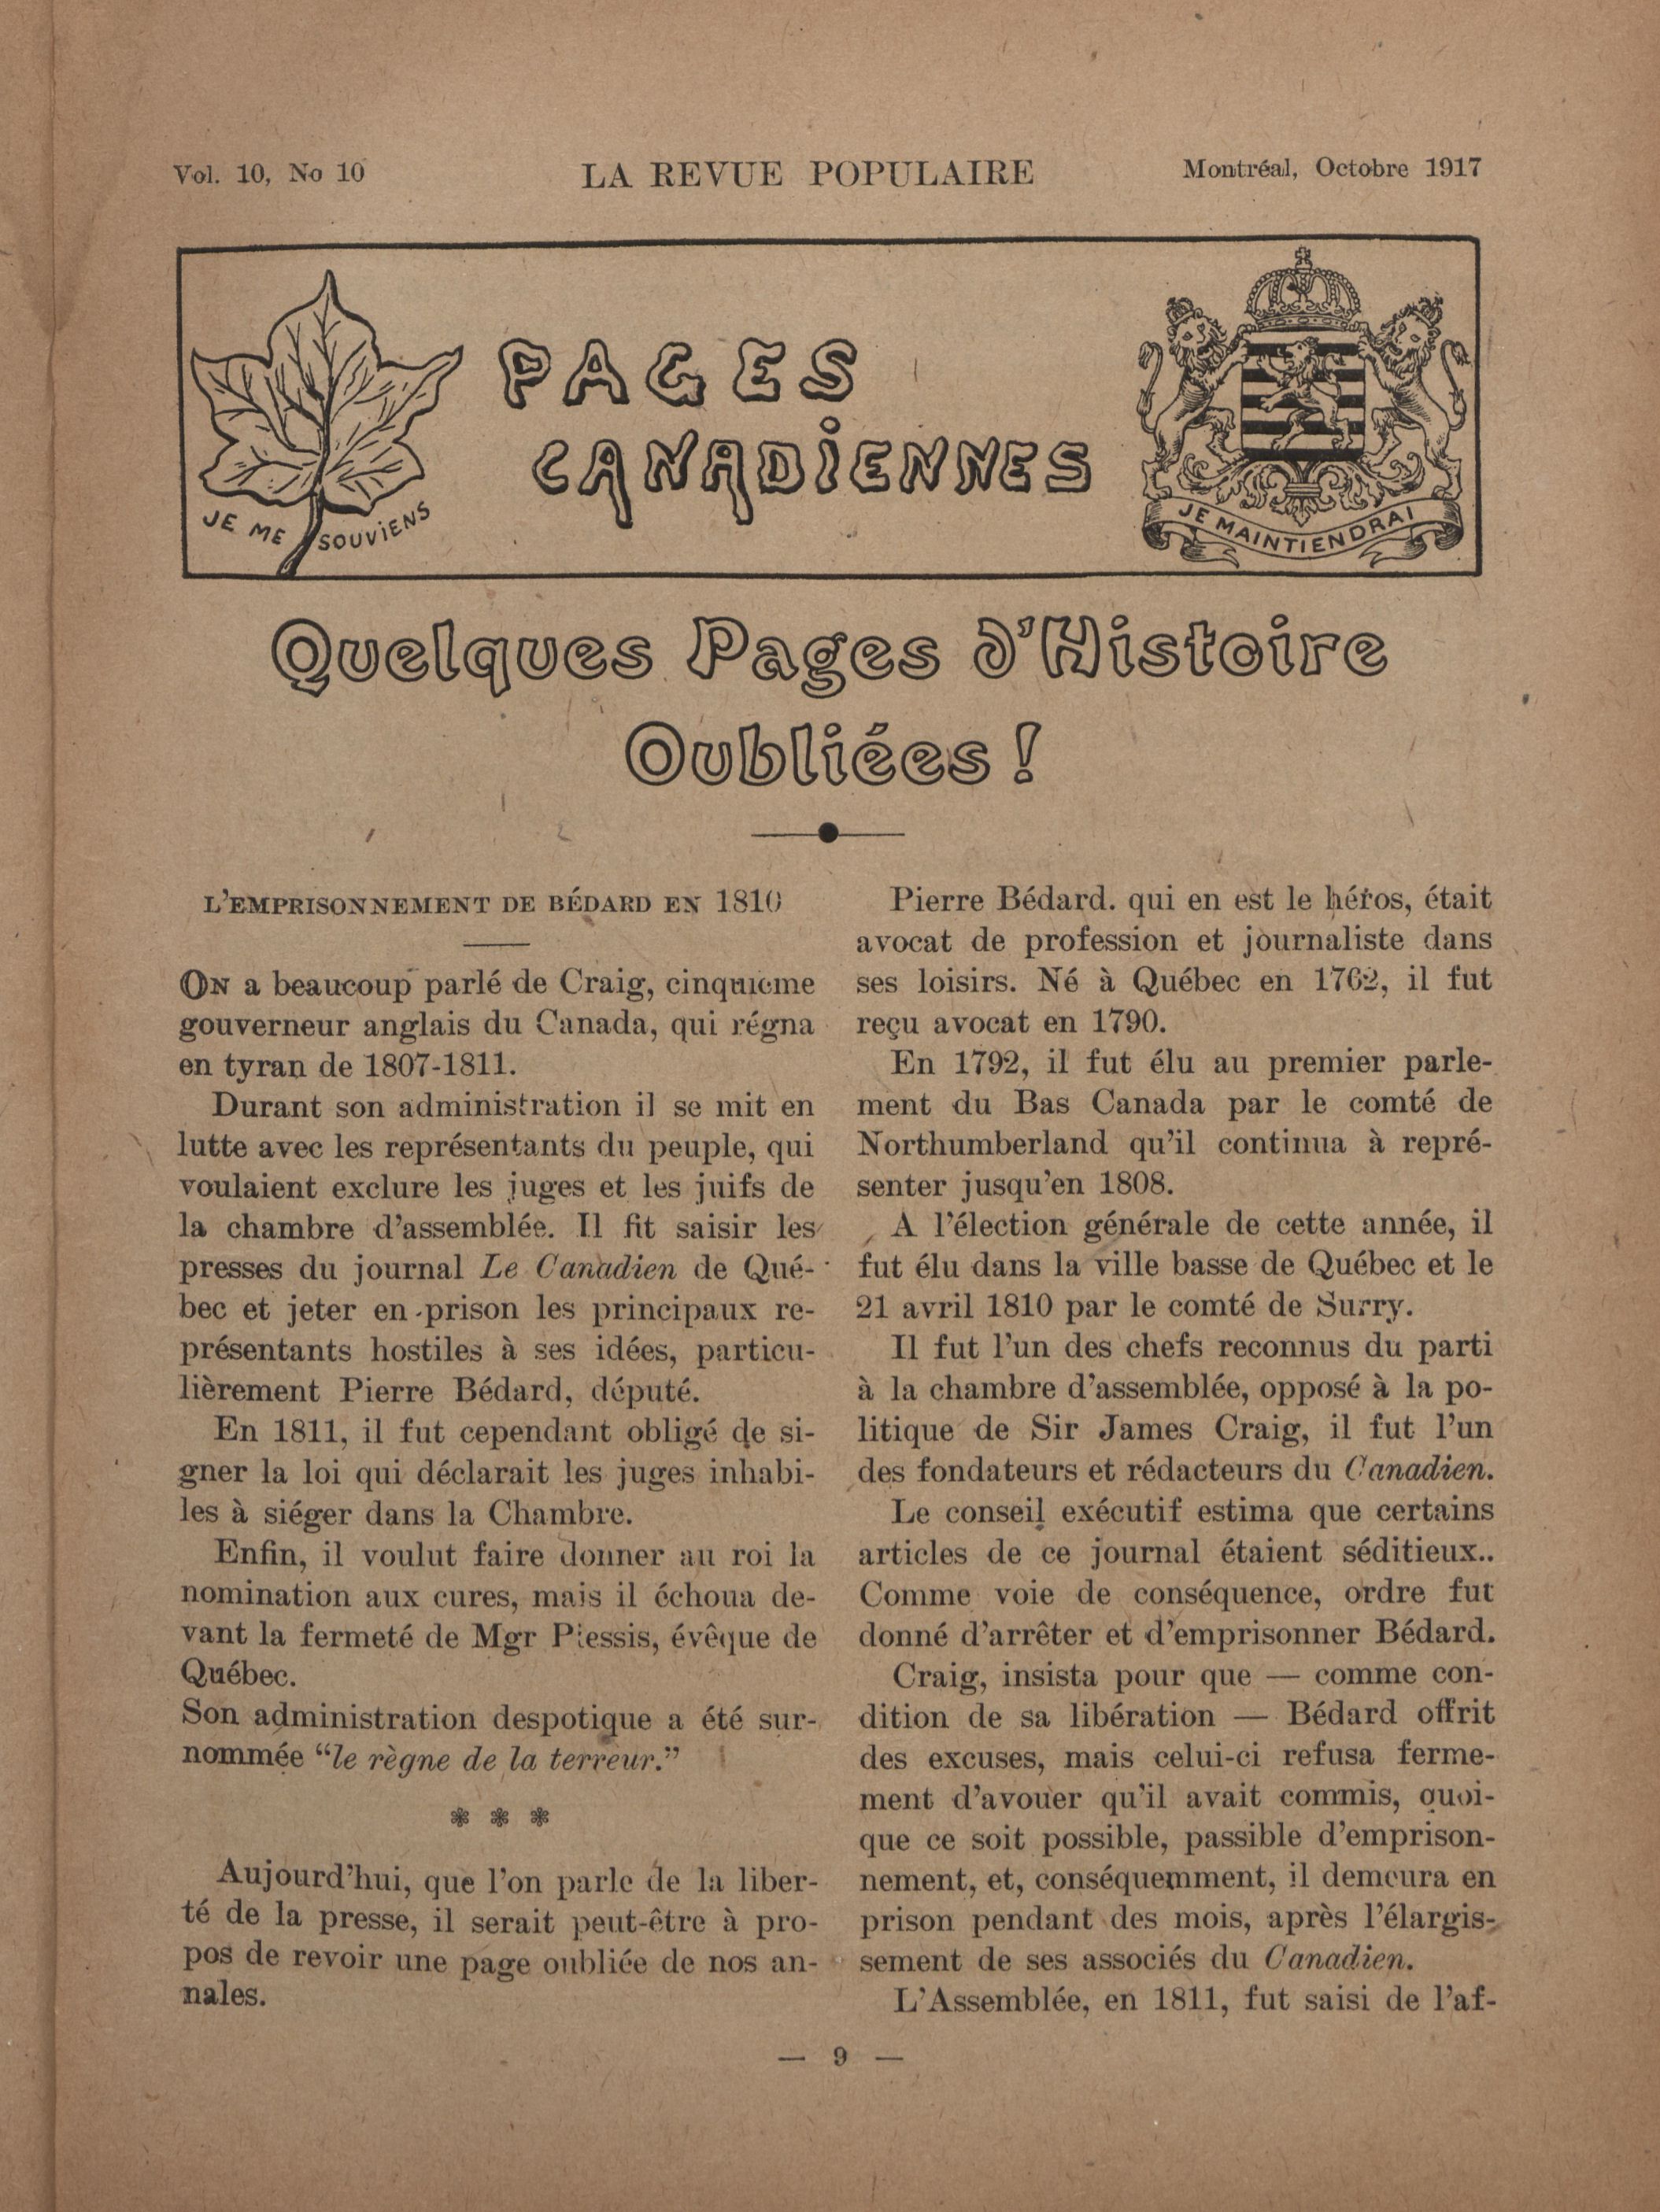 Vol. 10, No 10
LA REVUE POPULAIRE
Montréal, Octobre 1917
PAGES
CANADIENNES
JE ME SOUVIENS
JE MAINTIENDRAI
Quelques Pages d'Histoire
Oubliées !
L'EMPRISONNEMENT DE BÉDARD EN 1810
ON a beaucoup parlé de Craig, cinquième
gouverneur anglais du Canada, qui régna
en tyran de 1807-1811.
Durant son administration il se mit en
lutte avec les représentants du peuple, qui
voulaient exclure les juges et les juifs de
la chambre d'assemblée. Il fit saisir les
presses du journal Le Canadien de Qué-
bec et jeter en prison les principaux re-
présentants hostiles à ses idées, particu-
lièrement Pierre Bédard, député.
En 1811, il fut cependant obligé de si-
gner la loi qui déclarait les juges inhabi-
les à siéger dans la Chambre.
Enfin, il voulut faire donner au roi la
nomination aux cures, mais il échoua de-
vant la fermeté de Mgr Plessis, évêque de
Québec.
Son administration despotique a été sur-
nommée "le règne de la terreur."
* * *
Aujourd'hui, que l'on parle de la liber-
té de la presse, il serait peut-être à pro-
pos de revoir une page oubliée de nos an-
nales.
Pierre Bédard. qui en est le héros, était
avocat de profession et journaliste dans
ses loisirs. Né à Québec en 1762, il fut
reçu avocat en 1790.
En 1792, il fut élu au premier parle-
ment du Bas Canada par le comté de
Northumberland qu'il continua à repré-
senter jusqu'en 1808.
A l'élection générale de cette année, il
fut élu dans la ville basse de Québec et le
21 avril 1810 par le comté de Surry.
Il fut l'un des chefs reconnus du parti
à la chambre d'assemblée, opposé à la po-
litique de Sir James Craig, il fut l'un
des fondateurs et rédacteurs du Canadien.
Le conseil exécutif estima que certains
articles de ce journal étaient séditieux..
Comme voie de conséquence, ordre fut
donné d'arrêter et d'emprisonner Bédard.
Craig, insista pour que — comme con-
dition de sa libération — Bédard offrit
des excuses, mais celui-ci refusa ferme-
ment d'avouer qu'il avait commis, quoi-
que ce soit possible, passible d'emprison-
nement, et, conséquemment, il demeura en
prison pendant des mois, après l'élargis-
sement de ses associés du Canadien.
L'Assemblée, en 1811, fut saisi de l'af-
— 9 —